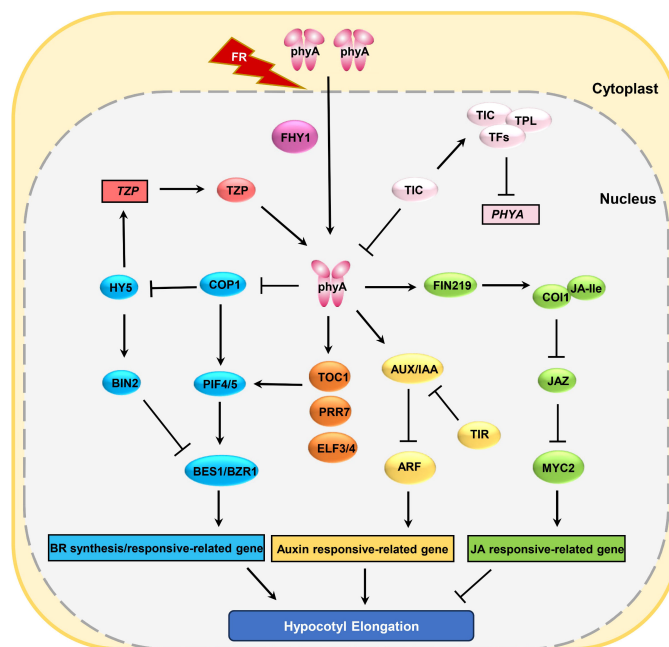 FR
phyA
phyA
Cytoplast
FHY1
TIC
TPL
TFs
TZP
TZP
TIC
PHYA
Nucleus
HY5
COP1
phyA
FIN219
COI1
JA-Ile
BIN2
PIF4/5
TOC1
AUX/IAA
JAZ
PRR7
ELF3/4
TIR
BES1/BZR1
ARF
MYC2
BR synthesis/responsive-related gene
Auxin responsive-related gene
JA responsive-related gene
Hypocotyl Elongation